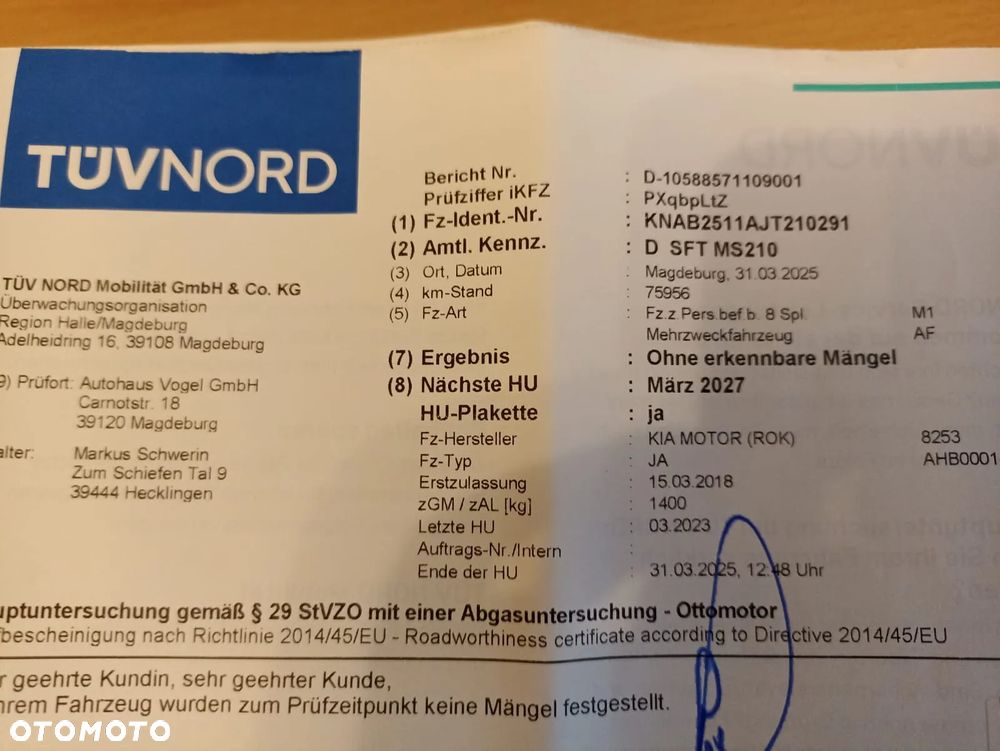 TÜVNORD
Bericht Nr. : D-10588571109001
Prüfziffer iKFZ : PXqbpLtZ
(1) Fz-Ident.-Nr. : KNAB2511AJT210291
(2) Amtl. Kennz. : D SFT MS210
(3) Ort, Datum : Magdeburg, 31.03.2025
(4) km-Stand : 75956
(5) Fz-Art : Fz.z.Pers.bef.b. 8 Spl. M1
Mehrzweckfahrzeug AF
(7) Ergebnis : Ohne erkennbare Mängel
(8) Nächste HU : März 2027
HU-Plakette : ja
Fz-Hersteller : KIA MOTOR (ROK) 8253
Fz-Typ : JA AHB0001
Erstzulassung : 15.03.2018
zGM / zAL [kg] : 1400
Letzte HU : 03.2023
Auftrags-Nr./Intern :
Ende der HU : 31.03.2025, 12:48 Uhr
TÜV NORD Mobilität GmbH & Co. KG
Überwachungsorganisation
Region Halle/Magdeburg
Adelheidring 16, 39108 Magdeburg
9) Prüfort: Autohaus Vogel GmbH
Carnotstr. 18
39120 Magdeburg
alter: Markus Schwerin
Zum Schiefen Tal 9
39444 Hecklingen
uptuntersuchung gemäß § 29 StVZO mit einer Abgasuntersuchung - Ottomotor
fbescheinigung nach Richtlinie 2014/45/EU - Roadworthiness certificate according to Directive 2014/45/EU
r geehrte Kundin, sehr geehrter Kunde,
hrem Fahrzeug wurden zum Prüfzeitpunkt keine Mängel festgestellt.
OTOMOTO